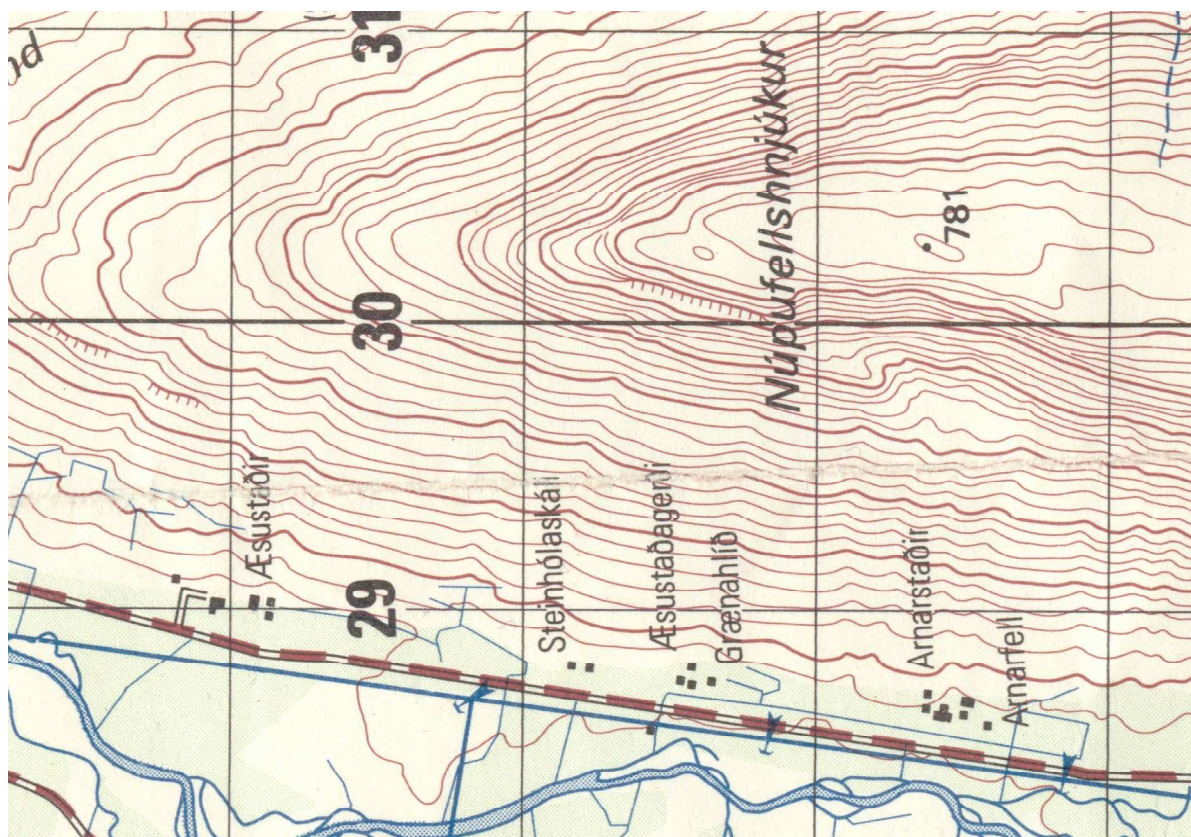 31
Núpufellshnjúkur
781
30
Æsustaðir
29
Steinhólaskáli
Æsustaðagerði
Grænahlíð
Arnarstaðir
Arnarfell